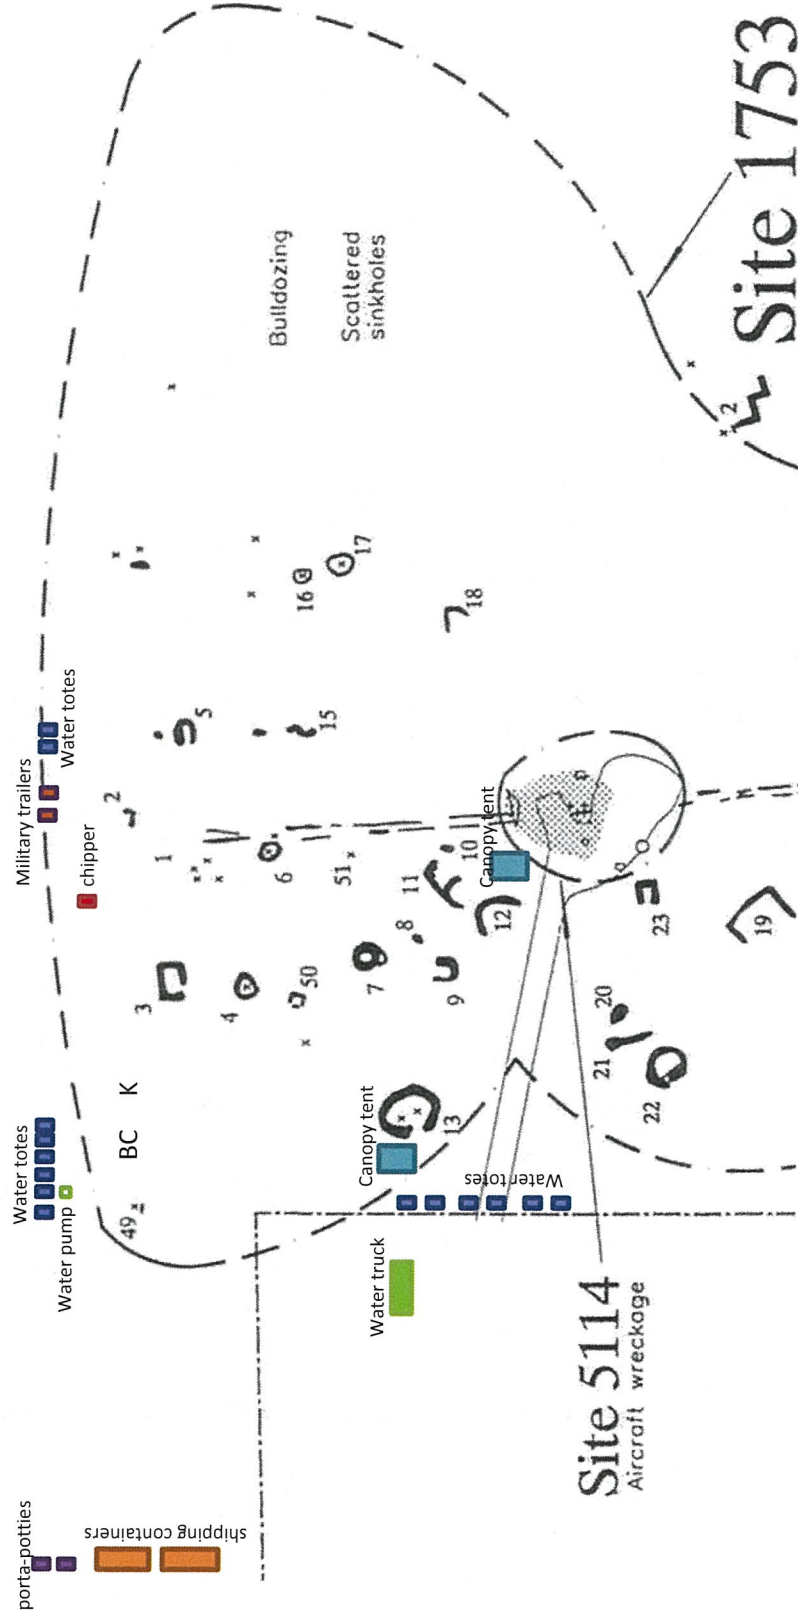 porta-potties
shipping containers
Water totes
Water pump
49
BC
K
Military trailers
chipper
Water totes
Bulldozing
Scattered
sinkholes
Site 1753
2
3
4
50
1
2
5
6
51
15
16
17
18
7
8
9
10
11
12
13
Canopy tent
Canopy tent
Water totes
Water truck
Site 5114
Aircraft wreckage
20
21
22
23
19